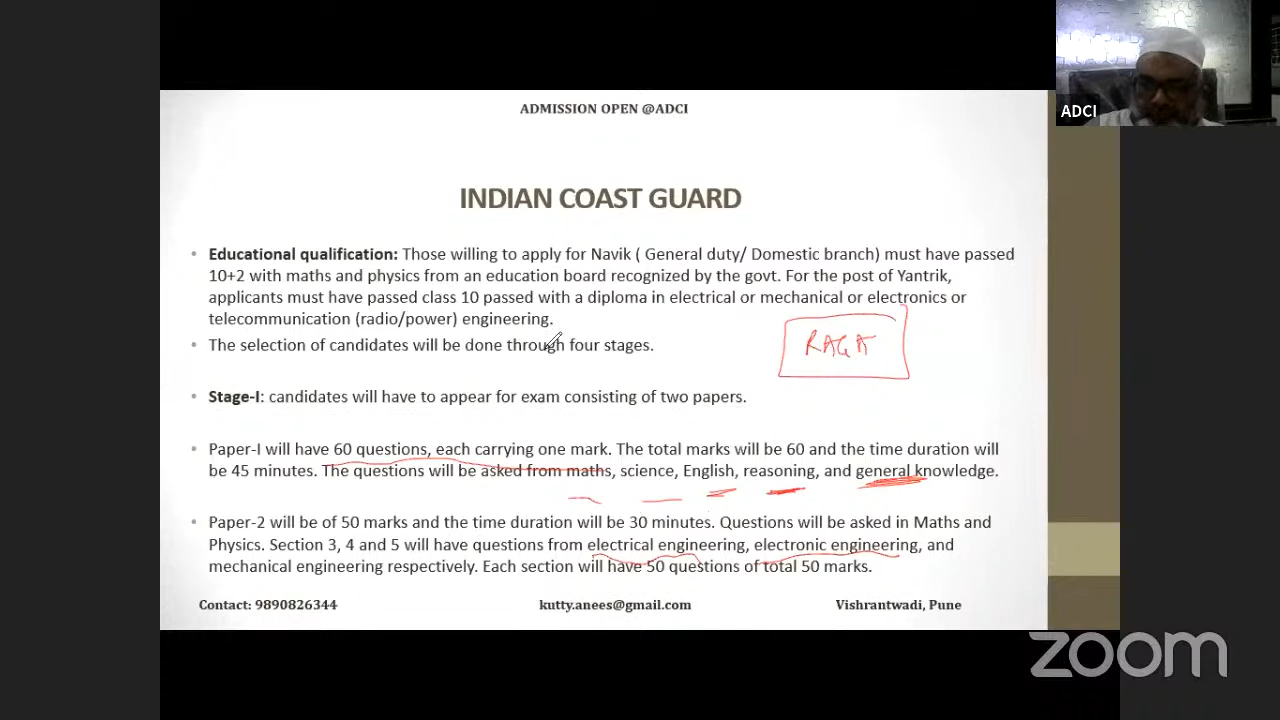 ADMISSION OPEN @ADCI
ADCI
INDIAN COAST GUARD
• Educational qualification: Those willing to apply for Navik ( General duty/ Domestic branch) must have passed
10+2 with maths and physics from an education board recognized by the govt. For the post of Yantrik,
applicants must have passed class 10 passed with a diploma in electrical or mechanical or electronics or
telecommunication (radio/power) engineering.
• The selection of candidates will be done through four stages.
RAGA
• Stage-I: candidates will have to appear for exam consisting of two papers.
• Paper-I will have 60 questions, each carrying one mark. The total marks will be 60 and the time duration will
be 45 minutes. The questions will be asked from maths, science, English, reasoning, and general knowledge.
• Paper-2 will be of 50 marks and the time duration will be 30 minutes. Questions will be asked in Maths and
Physics. Section 3, 4 and 5 will have questions from electrical engineering, electronic engineering, and
mechanical engineering respectively. Each section will have 50 questions of total 50 marks.
Contact: 9890826344 kutty.anees@gmail.com Vishrantwadi, Pune
zoom